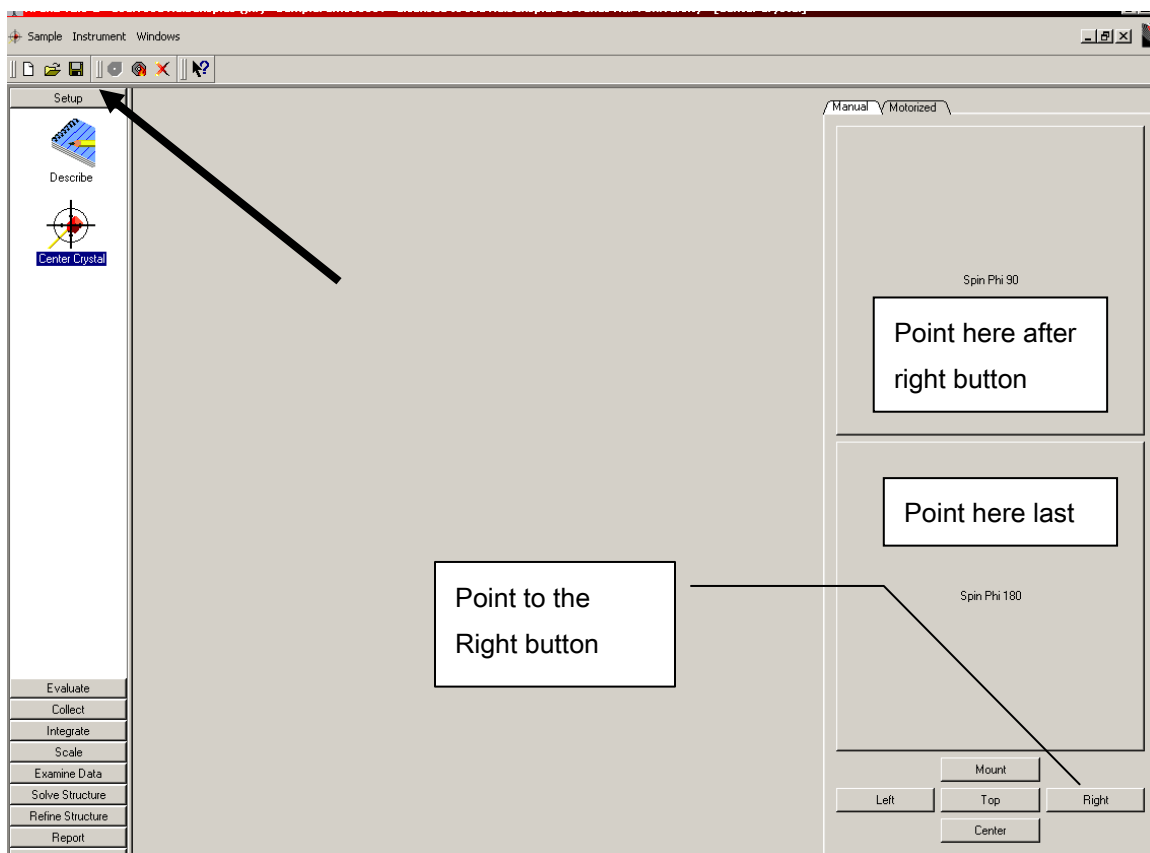 Sample Instrument Windows
Setup
Manual Motorized
Describe
Center Crystal
Spin Phi 90
Point here after
right button
Point here last
Point to the
Right button
Spin Phi 180
Evaluate
Collect
Integrate
Scale
Examine Data
Solve Structure
Refine Structure
Report
Mount
Left Top Right
Center